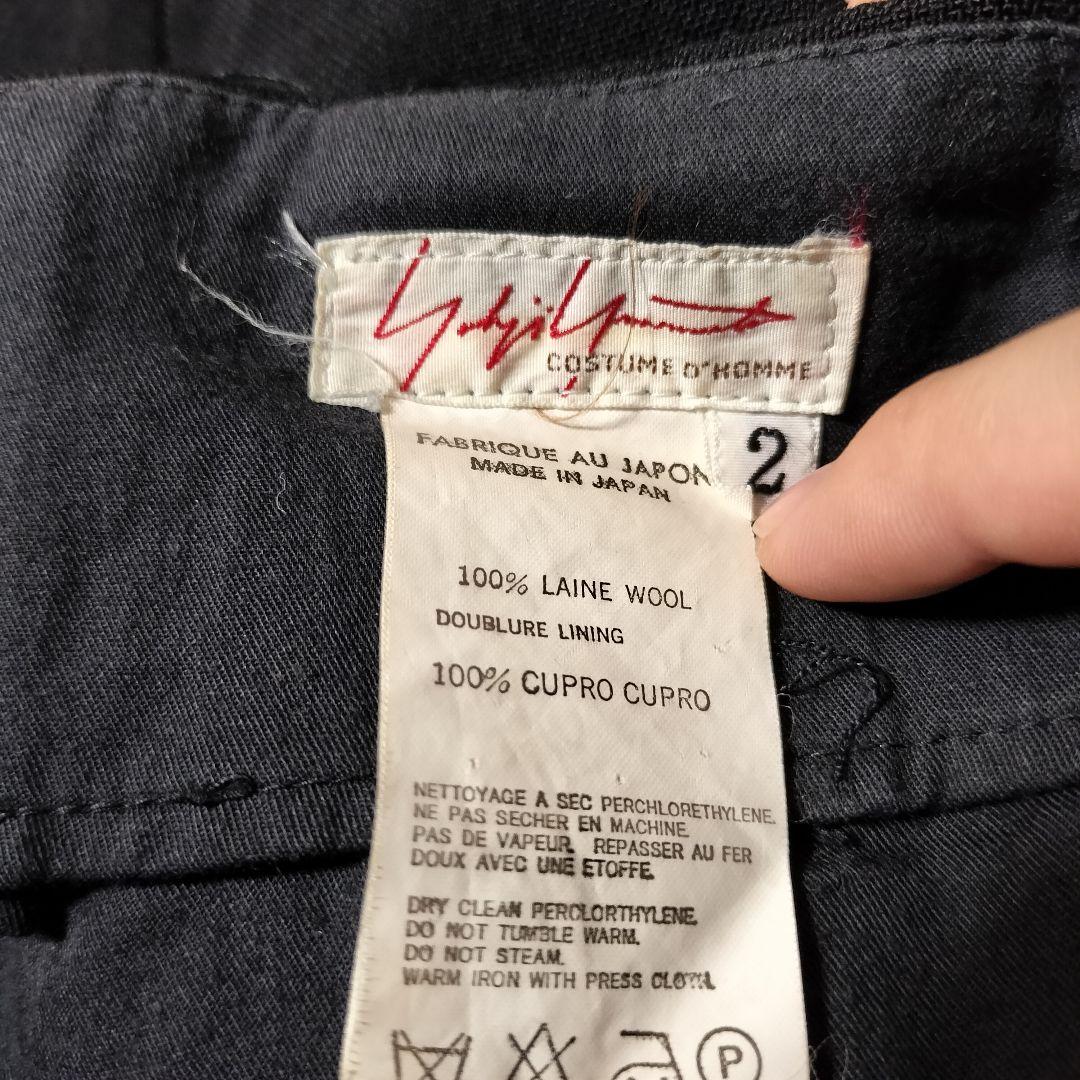 Yohji Yamamoto
COSTUME D'HOMME
2
FABRIQUE AU JAPON
MADE IN JAPAN
100% LAINE WOOL
DOUBLURE LINING
100% CUPRO CUPRO
NETTOYAGE A SEC PERCHLORETHYLENE.
NE PAS SECHER EN MACHINE.
PAS DE VAPEUR. REPASSER AU FER
DOUX AVEC UNE ETOFFE.
DRY CLEAN PERCLORTHYLENE.
DO NOT TUMBLE WARM.
DO NOT STEAM.
WARM IRON WITH PRESS CLOTH.
P